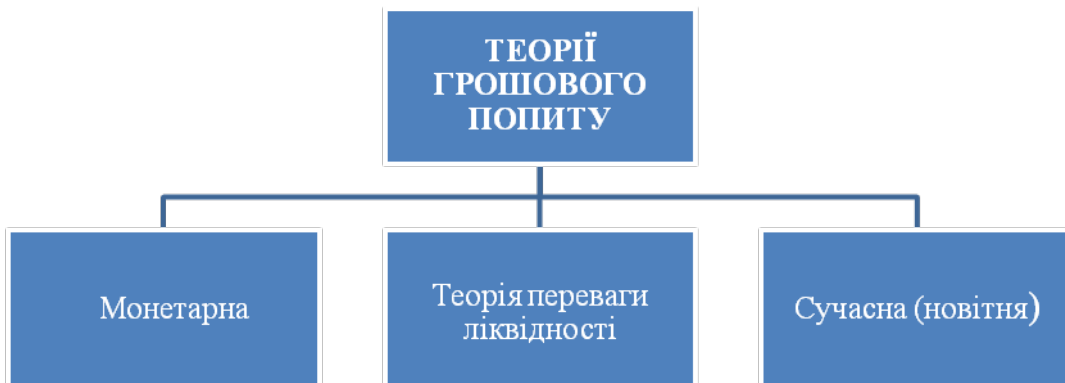 ТЕОРІЇ
ГРОШОВОГО
ПОПИТУ
Монетарна
Теорія переваги
ліквідності
Сучасна (новітня)